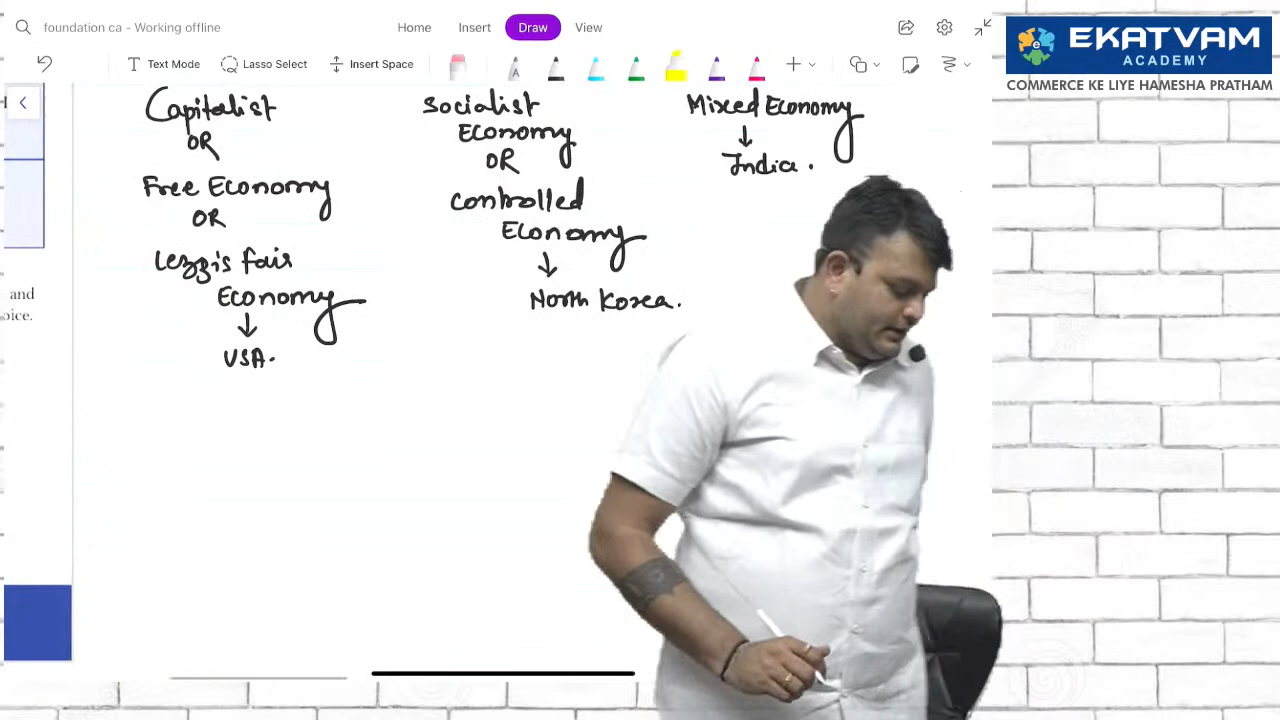 foundation ca - Working offline
Home
Insert
Draw
View
Text Mode
Lasso Select
Insert Space
EKATVAM
ACADEMY
COMMERCE KE LIYE HAMESHA PRATHAM
Capitalist
OR
Free Economy
OR
Lezzis fair
Economy
↓
USA.
Socialist
Economy
OR
Controlled
Economy
↓
North Korea.
Mixed Economy
↓
India.
and
oice.